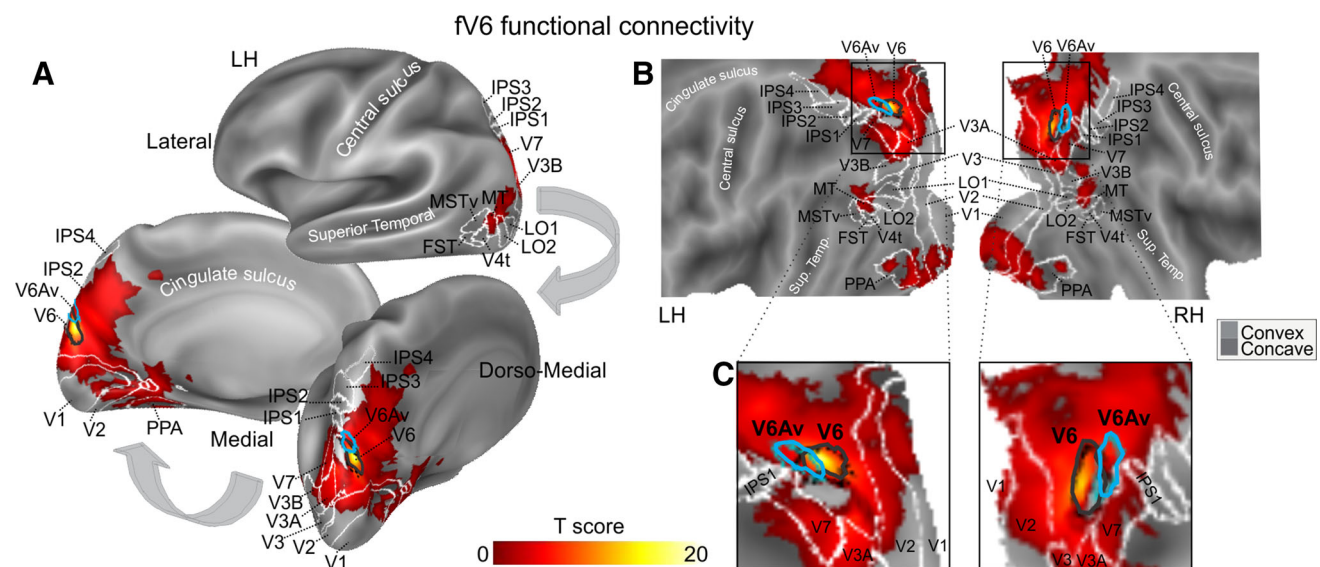 fV6 functional connectivity
A
LH
Lateral
Central sulcus
Superior Temporal
IPS3
IPS2
IPS1
V7
V3B
MSTv
MT
FST
V4t
LO1
LO2
IPS4
IPS2
V6Av
V6
Cingulate sulcus
V1
V2
PPA
Medial
Dorso-Medial
IPS4
IPS3
IPS2
IPS1
V6Av
V6
V7
V3B
V3A
V3
V2
V1
T score
0
20
B
V6Av
V6
V6
V6Av
Cingulate sulcus
Central sulcus
IPS4
IPS3
IPS2
IPS1
V7
V3B
MT
MSTv
FST
V4t
LO2
Sup. Temp.
PPA
LH
V3A
V3
LO1
V2
V1
IPS4
IPS3
IPS2
IPS1
V7
V3B
MT
LO2
MSTv
FST
V4t
Central sulcus
Sup. Temp.
PPA
RH
Convex
Concave
C
V6Av
V6
IPS1
V7
V3A
V2
V1
V6
V6Av
IPS1
V1
V2
V7
V3
V3A